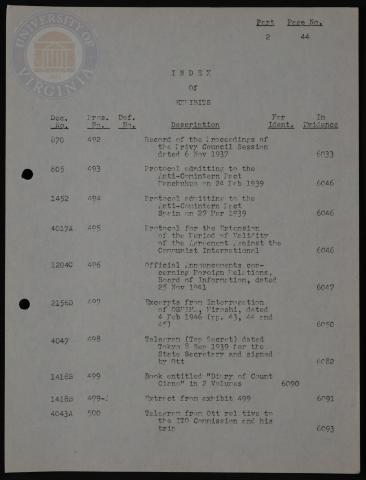 UNIVERSITY OF VIRGINIA
Part Page No.
2 44
I N D E X
Of
EXHIBITS
Doc. Pros. Def. For In
No. No. No. Description Ident. Evidence
870 492 Record of the Proceedings of
the Privy Council Session
dated 6 Nov 1937 6033
805 493 Protocol admitting to the
Anti-Comintern Pact
Manchukuo on 24 Feb 1939 6046
1452 494 Protocol admitting to the
Anti-Comintern Pact
Spain on 27 Mar 1939 6046
4017A 495 Protocol for the Extension
of the Period of Validity
of the Agreement Against the
Communist International 6046
1204C 496 Official Announcements con-
cerning Foreign Relations,
Board of Information, dated
25 Nov 1941 6047
2156D 497 Excerpts from Interrogation
of Hiroshi, dated
4 Feb 1946 (pp. 43, 44 and
45) 6050
4047 498 Telegram (Top Secret) dated
Tokyo 8 Sep 1939 for the
State Secretary and signed
by Ott 6082
1418B 499 Book entitled "Diary of Count
Ciano" in 2 Volumes 6090
1418B 499-A Extract from exhibit 499 6091
4043A 500 Telegram from Ott relative to
the ITO Commission and his
trip 6093